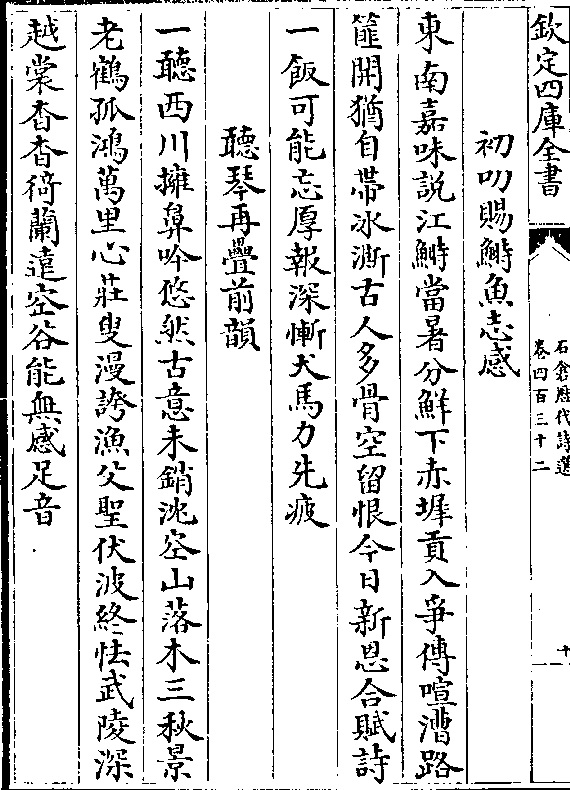 欽定四庫全書
石倉歷代詩選
卷四百三十二
十
初叨賜鰣魚志感
東南嘉味說江鰣當暑分鮮下赤墀貢入爭傳喧漕路
簄開猶自帶冰澌古人多骨空留恨今日新恩合賦詩
一飯可能忘厚報深慚犬馬力先疲
聽琴再疊前韻
一聽西川擁鼻吟悠然古意未銷沈空山落木三秋景
老鶴孤鴻萬里心莊叟漫誇漁父聖伏波終怯武陵深
越棠杳杳猗蘭遠空谷能無感足音